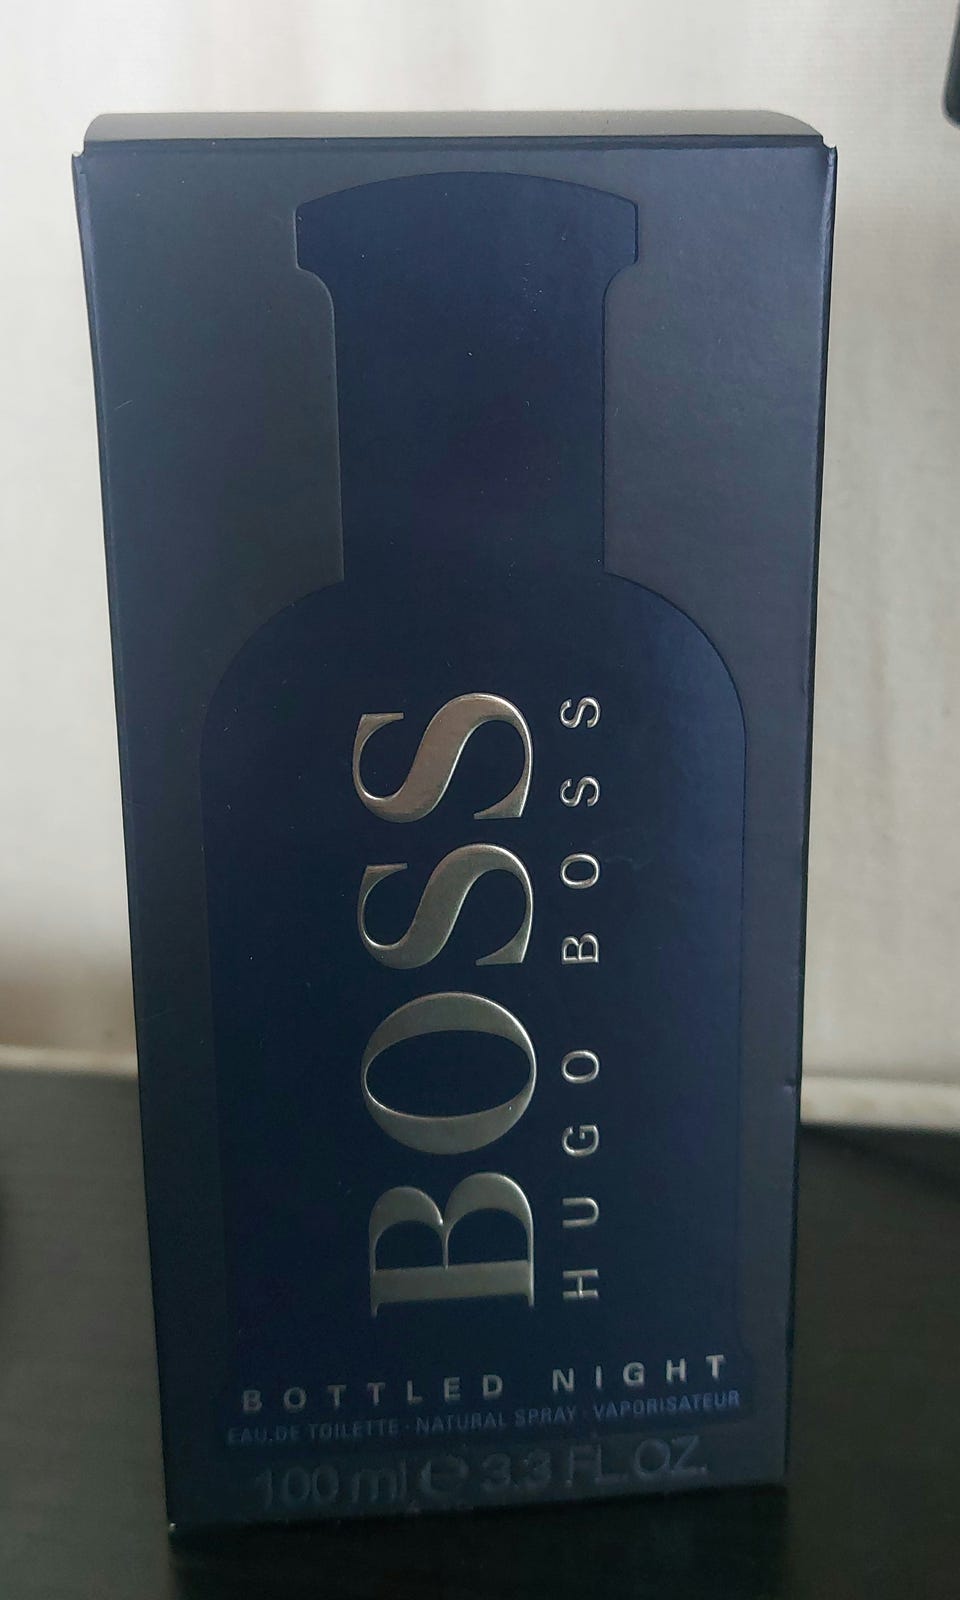 BOSS
HUGO BOSS
BOTTLED NIGHT
EAU DE TOILETTE · NATURAL SPRAY · VAPORISATEUR
100 ml ℮ 3.3 FL. OZ.